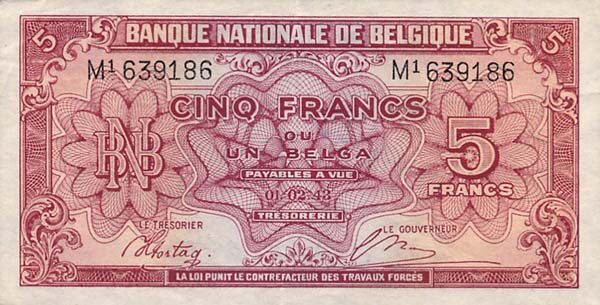 BANQUE NATIONALE DE BELGIQUE
5 5
M1 639186 M1 639186
CINQ FRANCS
OU
UN BELGA
BNB
5
FRANCS
PAYABLES A VUE
01-02-43
TRÉSORERIE
LE TRÉSORIER LE GOUVERNEUR
LA LOI PUNIT LE CONTREFACTEUR DES TRAVAUX FORCÉS